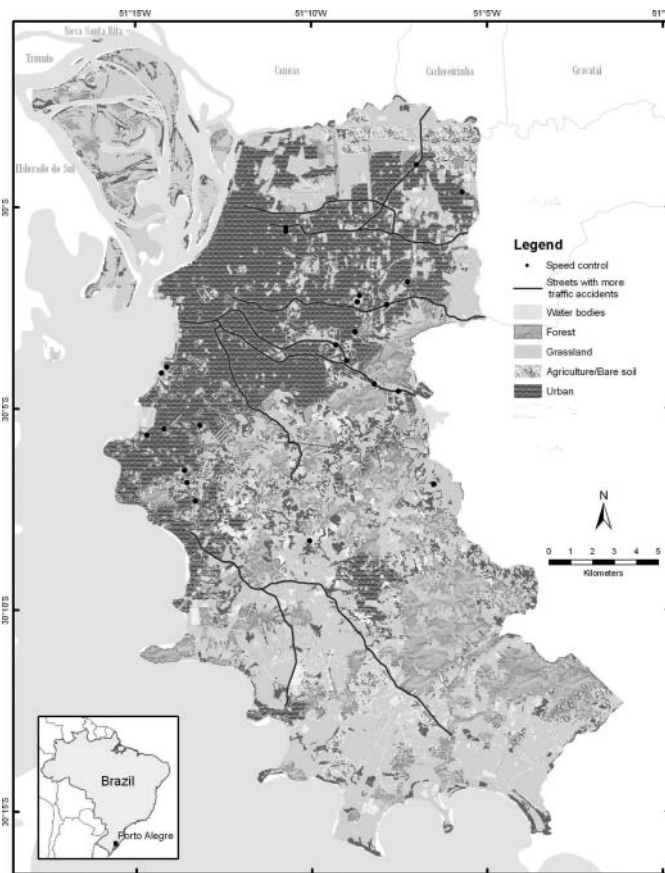 51°15'W 51°10'W 51°5'W 51°
Nova Santa Rita
Triunfo
Canoas
Cachoeirinha
Gravataí
Eldorado do Sul
30°S
30°5'S
30°10'S
30°15'S
Legend
Speed control
Streets with more
traffic accidents
Water bodies
Forest
Grassland
Agriculture/Bare soil
Urban
N
0 1 2 3 4 5
Kilometers
Brazil
Porto Alegre